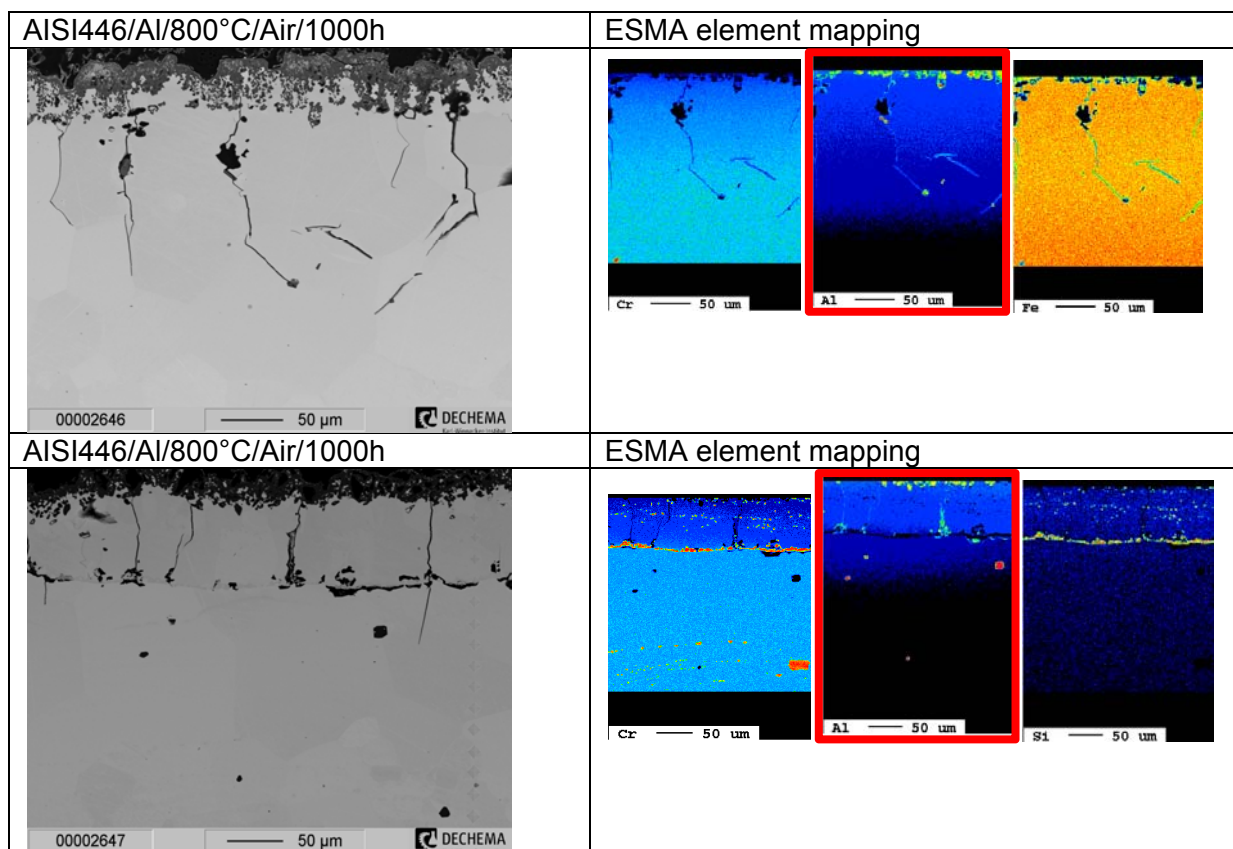 AISI446/Al/800°C/Air/1000h
ESMA element mapping
Cr 50 um
Al 50 um
Fe 50 um
00002646 50 µm DECHEMA
AISI446/Al/800°C/Air/1000h
ESMA element mapping
Cr 50 um
Al 50 um
Si 50 um
00002647 50 µm DECHEMA